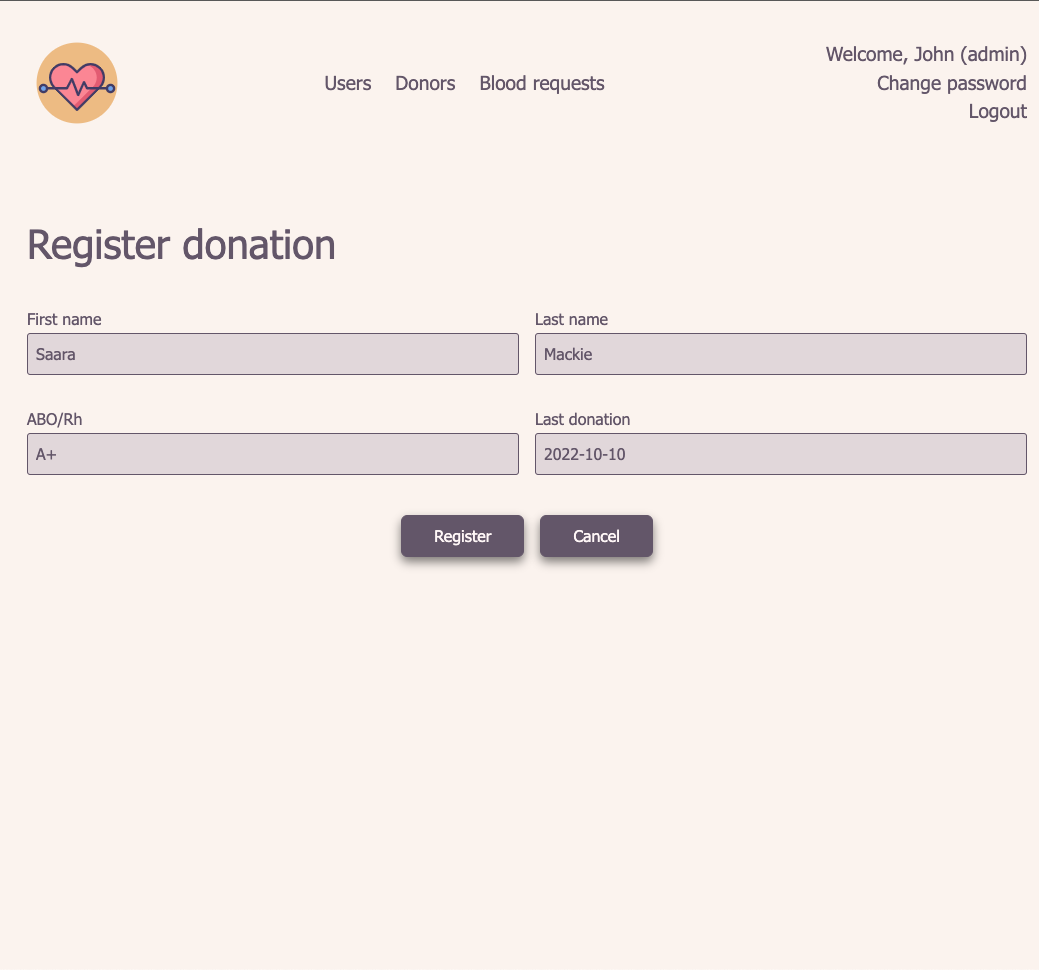 Users Donors Blood requests
Welcome, John (admin)
Change password
Logout
Register donation
First name
Saara
Last name
Mackie
ABO/Rh
A+
Last donation
2022-10-10
Register
Cancel